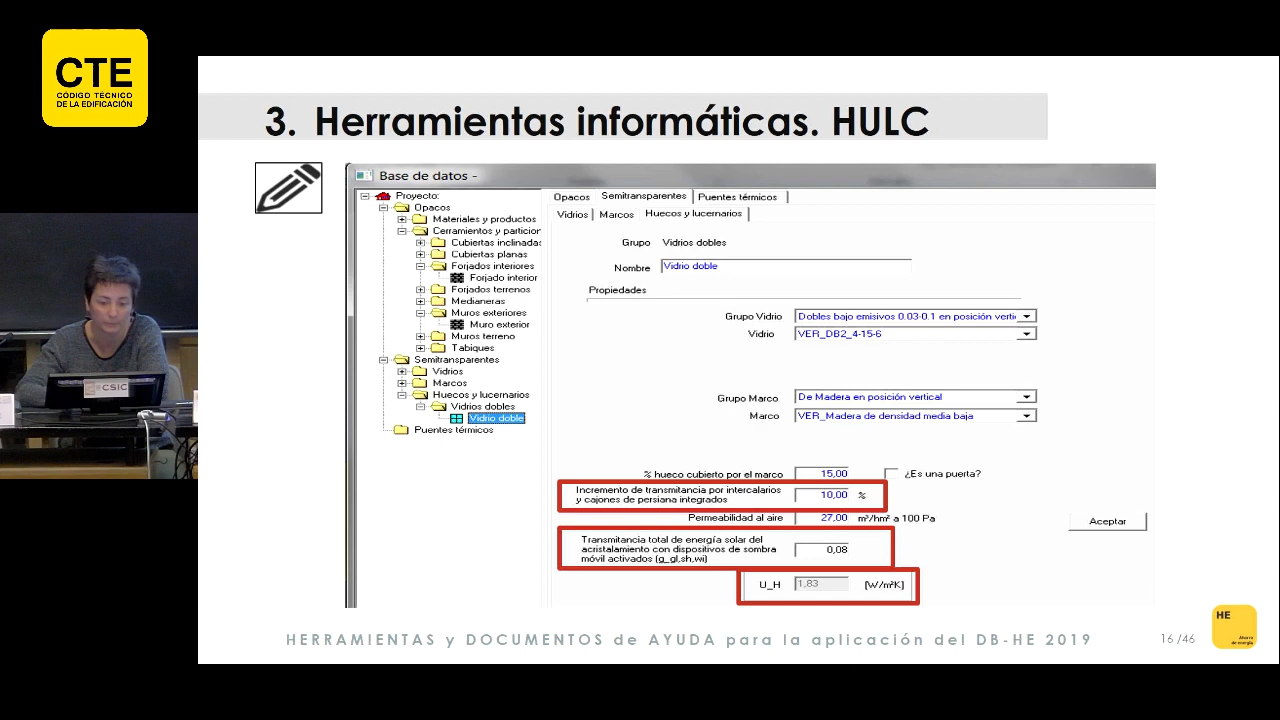 CTE
CÓDIGO TÉCNICO
DE LA EDIFICACIÓN
3. Herramientas informáticas. HULC
Base de datos -
Proyecto:
Opacos
Materiales y productos
Cerramientos y particion
Cubiertas inclinadas
Cubiertas planas
Forjados interiores
Forjado interior
Forjados terrenos
Medianeras
Muros exteriores
Muro exterior
Muros terreno
Tabiques
Semitransparentes
Vidrios
Marcos
Huecos y lucernarios
Vidrios dobles
Vidrio doble
Puentes térmicos
Opacos Semitransparentes Puentes térmicos
Vidrios Marcos Huecos y lucernarios
Grupo Vidrios dobles
Nombre Vidrio doble
Propiedades
Grupo Vidrio Dobles bajo emisivos 0.03-0.1 en posición verti
Vidrio VER_DB2_4-15-6
Grupo Marco De Madera en posición vertical
Marco VER_Madera de densidad media baja
% hueco cubierto por el marco 15,00 ¿Es una puerta?
Incremento de transmitancia por intercalarios
y cajones de persiana integrados 10,00 %
Permeabilidad al aire 27,00 m³/hm² a 100 Pa
Aceptar
Transmitancia total de energía solar del
acristalamiento con dispositivos de sombra
móvil activados (g_gl,sh,wi) 0,08
U_H 1,83 [W/m²K]
CSIC
HERRAMIENTAS y DOCUMENTOS de AYUDA para la aplicación del DB-HE 2019
16 /46
HE
Ahorro
de energía